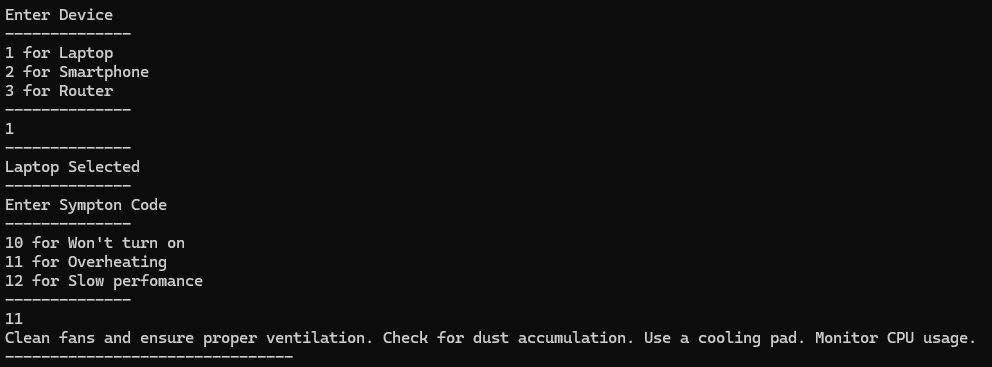 Enter Device
--------------
1 for Laptop
2 for Smartphone
3 for Router
--------------
1
--------------
Laptop Selected
--------------
Enter Sympton Code
--------------
10 for Won't turn on
11 for Overheating
12 for Slow perfomance
--------------
11
Clean fans and ensure proper ventilation. Check for dust accumulation. Use a cooling pad. Monitor CPU usage.
--------------------------------